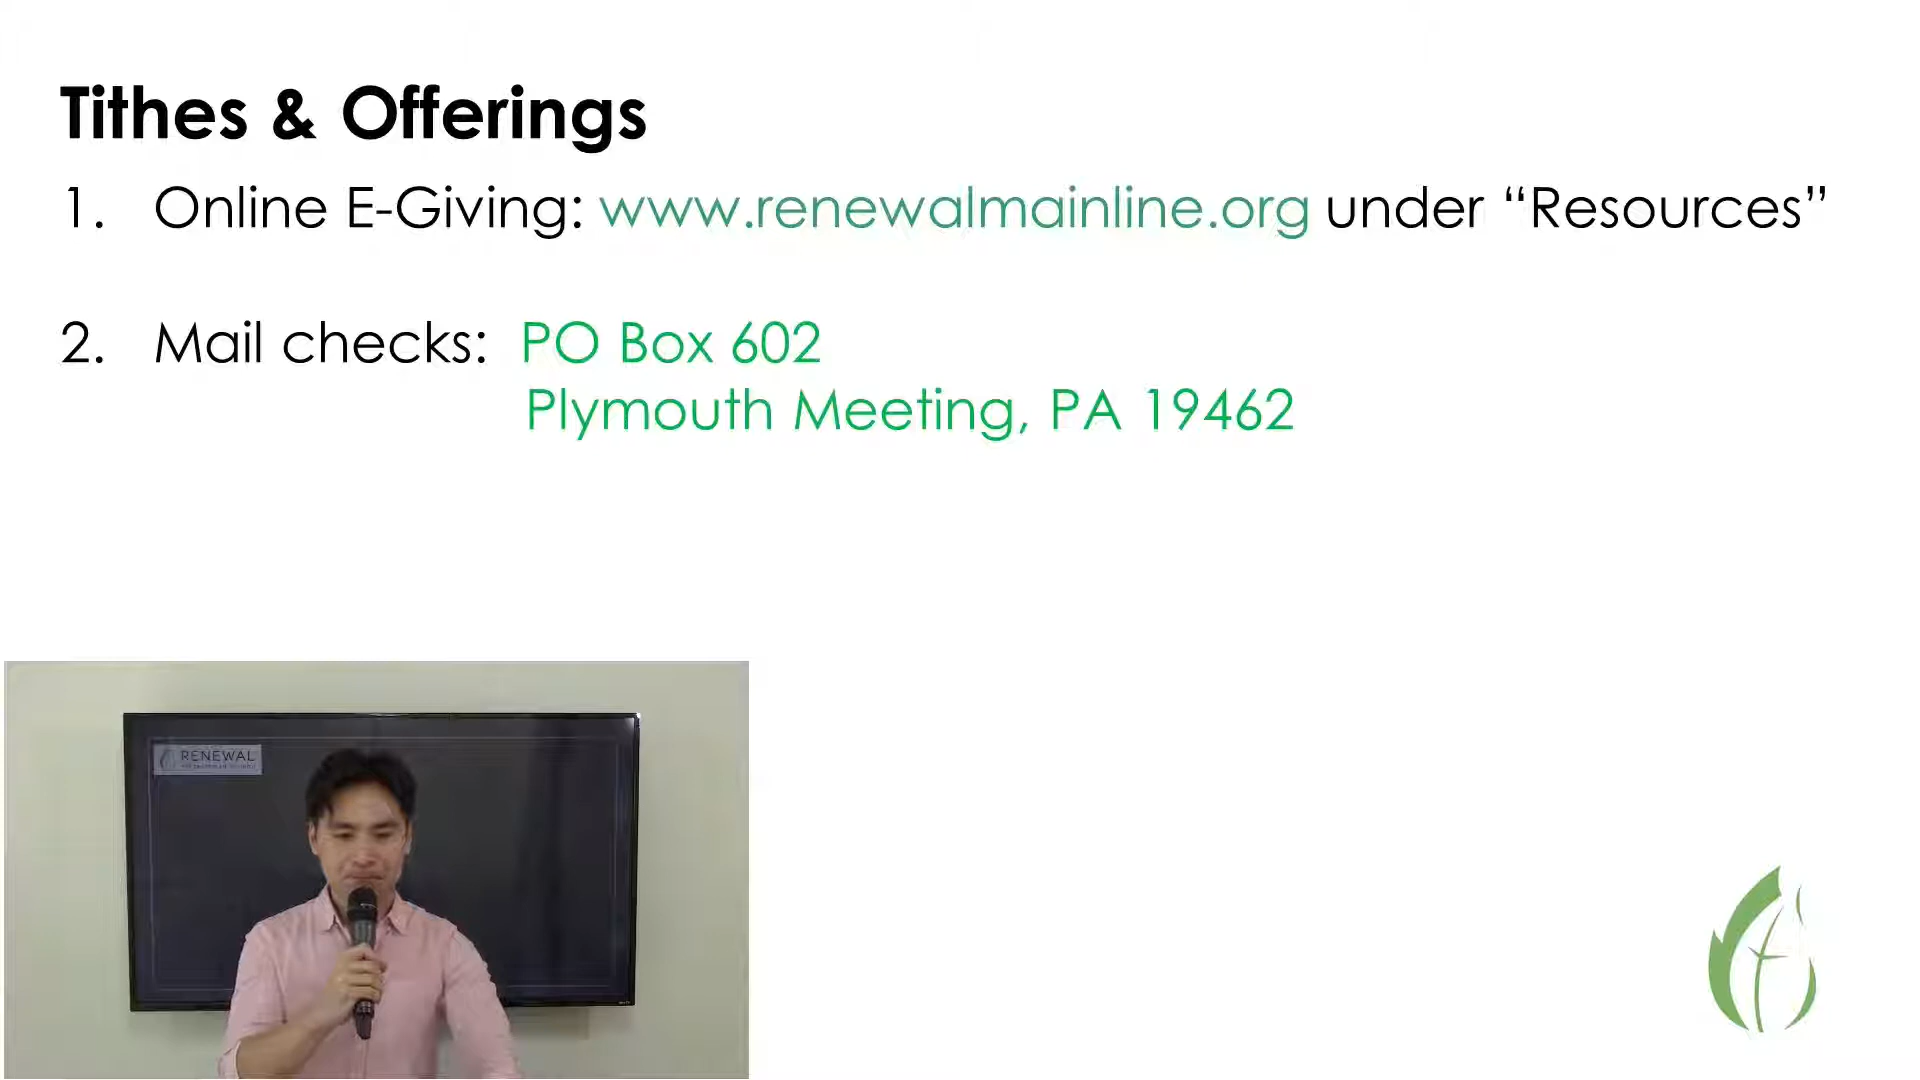 Tithes & Offerings
1. Online E-Giving: www.renewalmainline.org under “Resources”
2. Mail checks: PO Box 602
Plymouth Meeting, PA 19462
RENEWAL